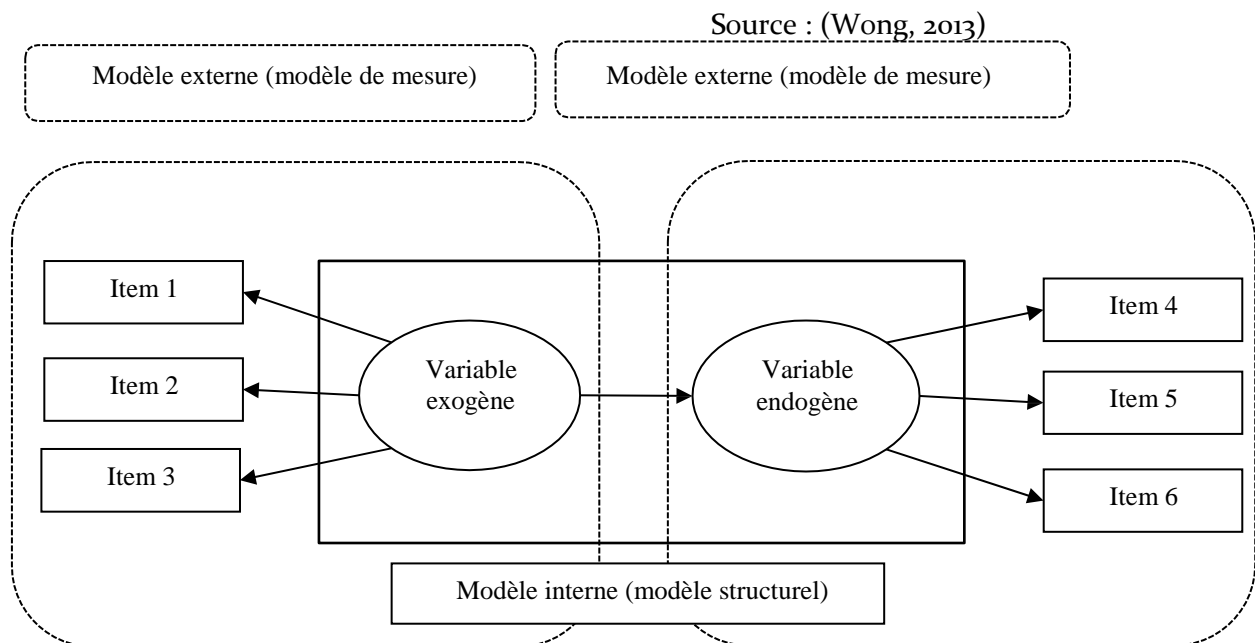 Source : (Wong, 2013)
Modèle externe (modèle de mesure)
Modèle externe (modèle de mesure)
Item 1
Item 2
Item 3
Variable
exogène
Variable
endogène
Item 4
Item 5
Item 6
Modèle interne (modèle structurel)